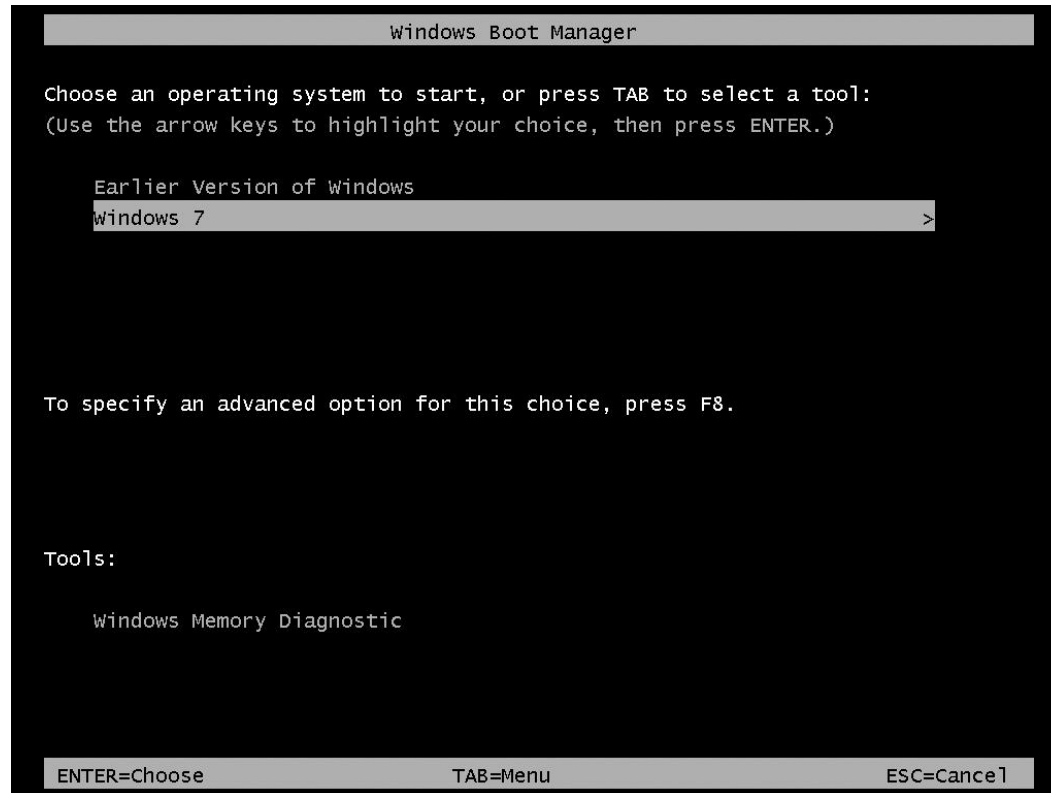 Windows Boot Manager
Choose an operating system to start, or press TAB to select a tool:
(Use the arrow keys to highlight your choice, then press ENTER.)
Earlier Version of Windows
Windows 7 >
To specify an advanced option for this choice, press F8.
Tools:
Windows Memory Diagnostic
ENTER=Choose TAB=Menu ESC=Cancel